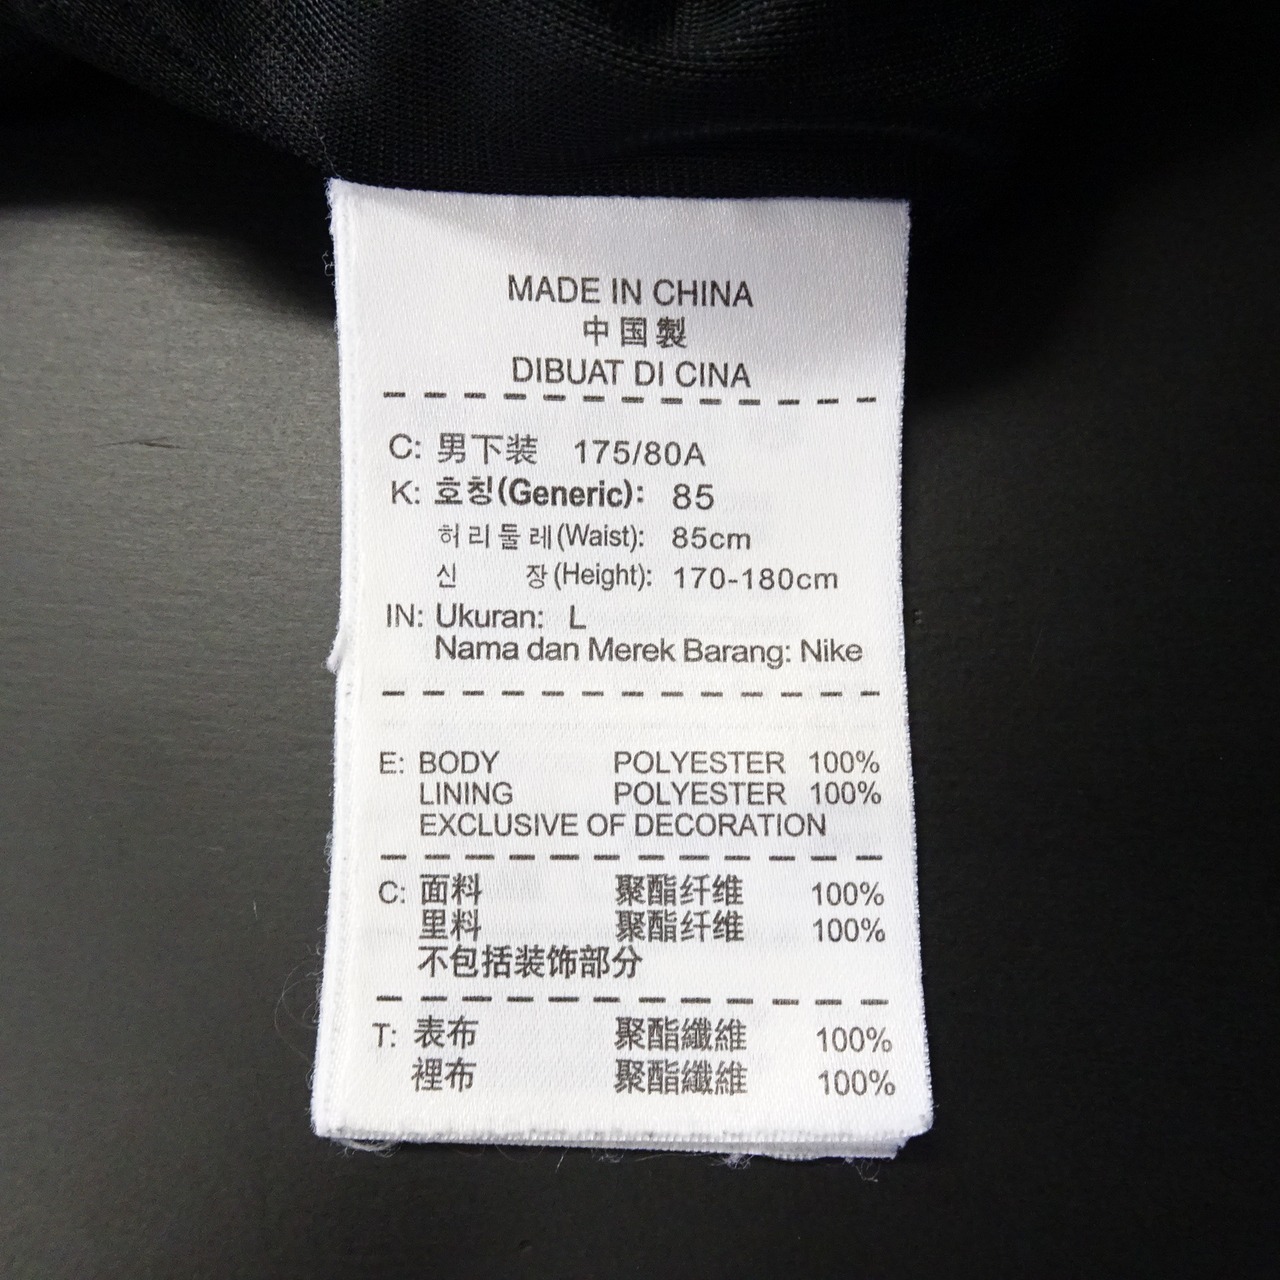 MADE IN CHINA
中国製
DIBUAT DI CINA
C: 男下装 175/80A
K: 호칭(Generic): 85
허리둘레(Waist): 85cm
신 장(Height): 170-180cm
IN: Ukuran: L
Nama dan Merek Barang: Nike
E: BODY POLYESTER 100%
LINING POLYESTER 100%
EXCLUSIVE OF DECORATION
C: 面料 聚酯纤维 100%
里料 聚酯纤维 100%
不包括装饰部分
T: 表布 聚酯纖維 100%
裡布 聚酯纖維 100%